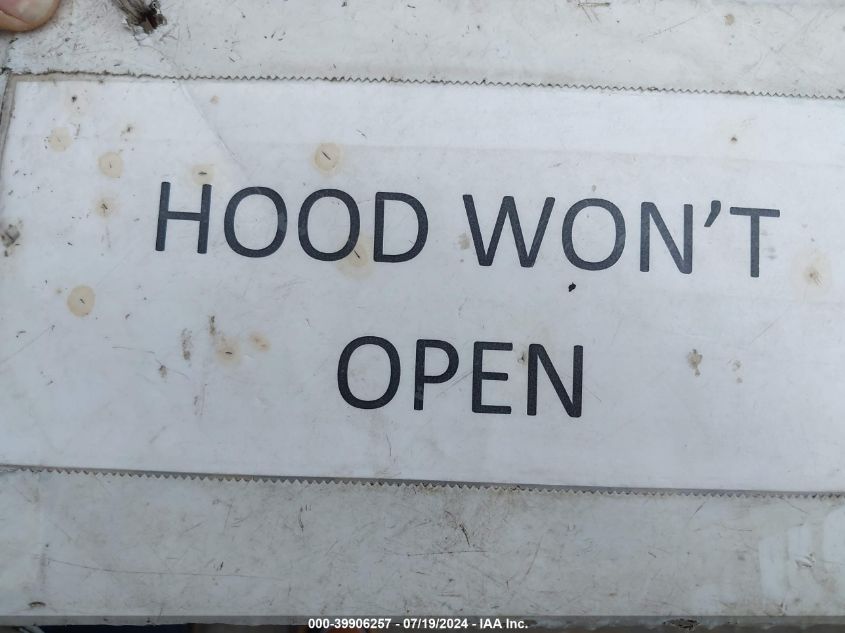 HOOD WON'T
OPEN
000-39906257 - 07/19/2024 - IAA Inc.